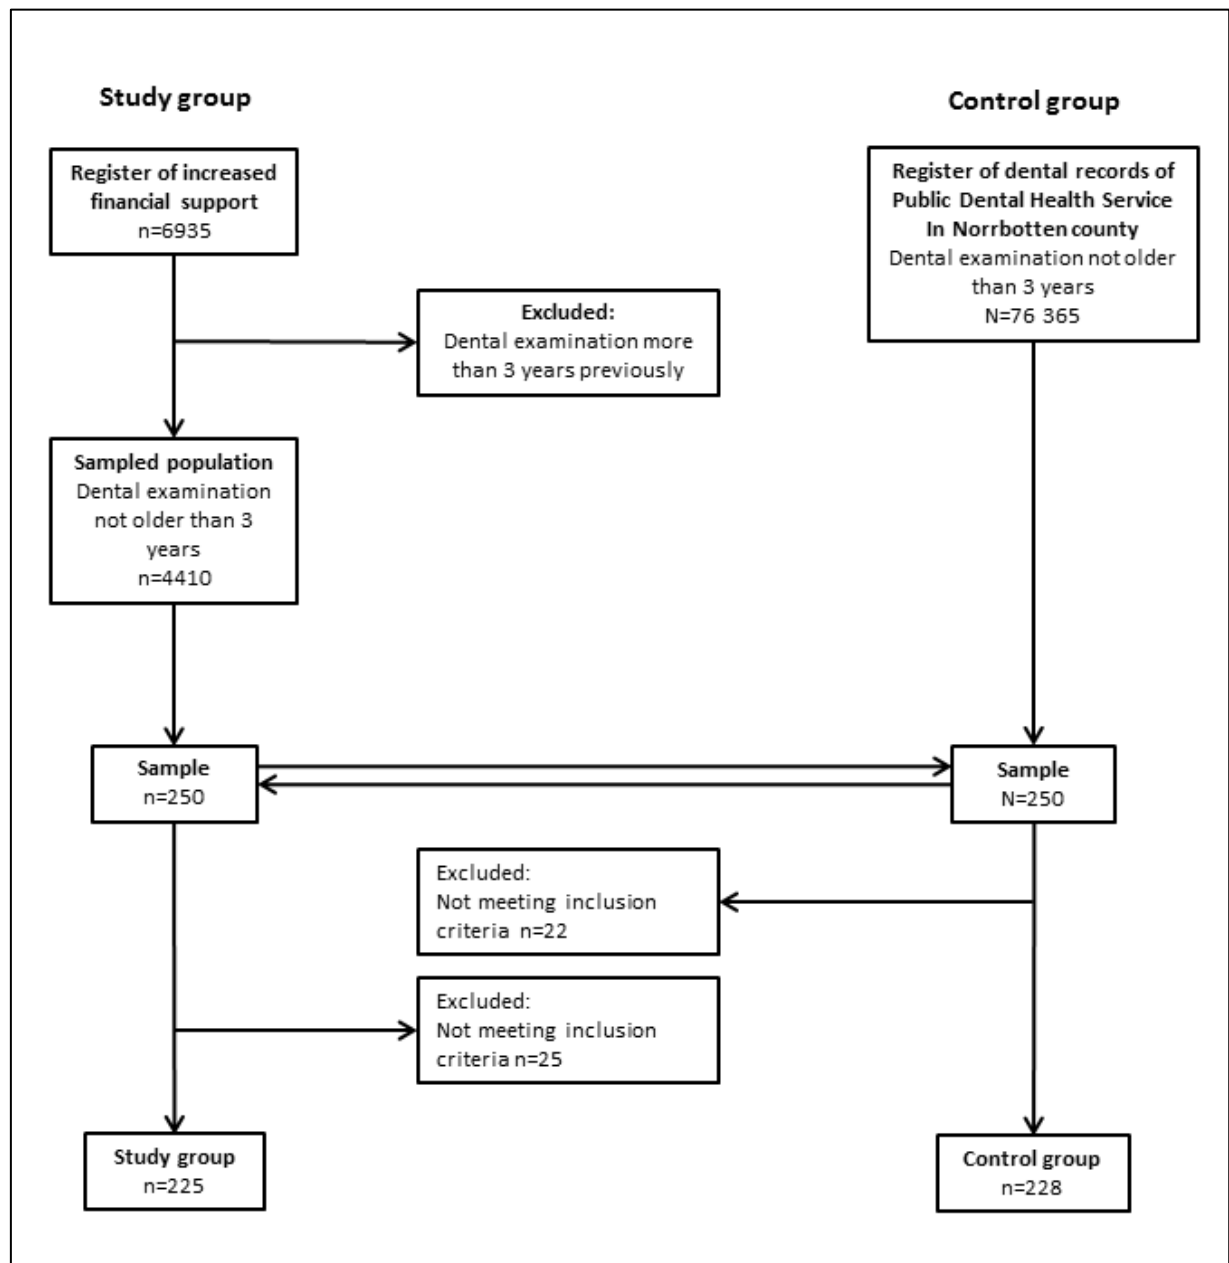 Study group
Control group
Register of increased
financial support
n=6935
Register of dental records of
Public Dental Health Service
In Norrbotten county
Dental examination not older
than 3 years
N=76 365
Excluded:
Dental examination more
than 3 years previously
Sampled population
Dental examination
not older than 3
years
n=4410
Sample
n=250
Sample
N=250
Excluded:
Not meeting inclusion
criteria n=22
Excluded:
Not meeting inclusion
criteria n=25
Study group
n=225
Control group
n=228